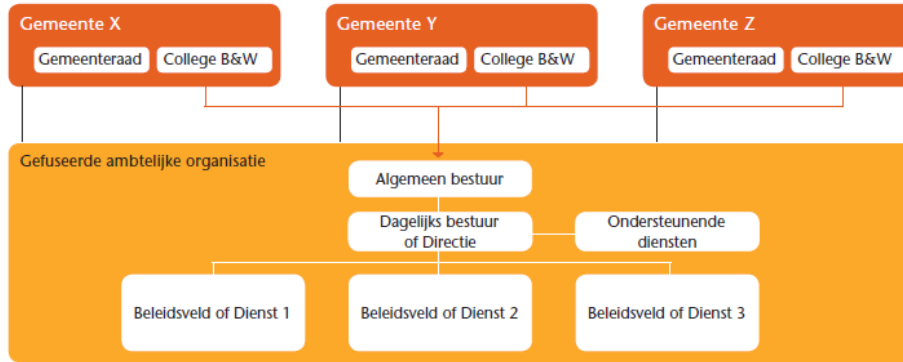 Gemeente X
Gemeenteraad
College B&W
Gemeente Y
Gemeenteraad
College B&W
Gemeente Z
Gemeenteraad
College B&W
Gefuseerde ambtelijke organisatie
Algemeen bestuur
Dagelijks bestuur
of Directie
Ondersteunende
diensten
Beleidsveld of Dienst 1
Beleidsveld of Dienst 2
Beleidsveld of Dienst 3